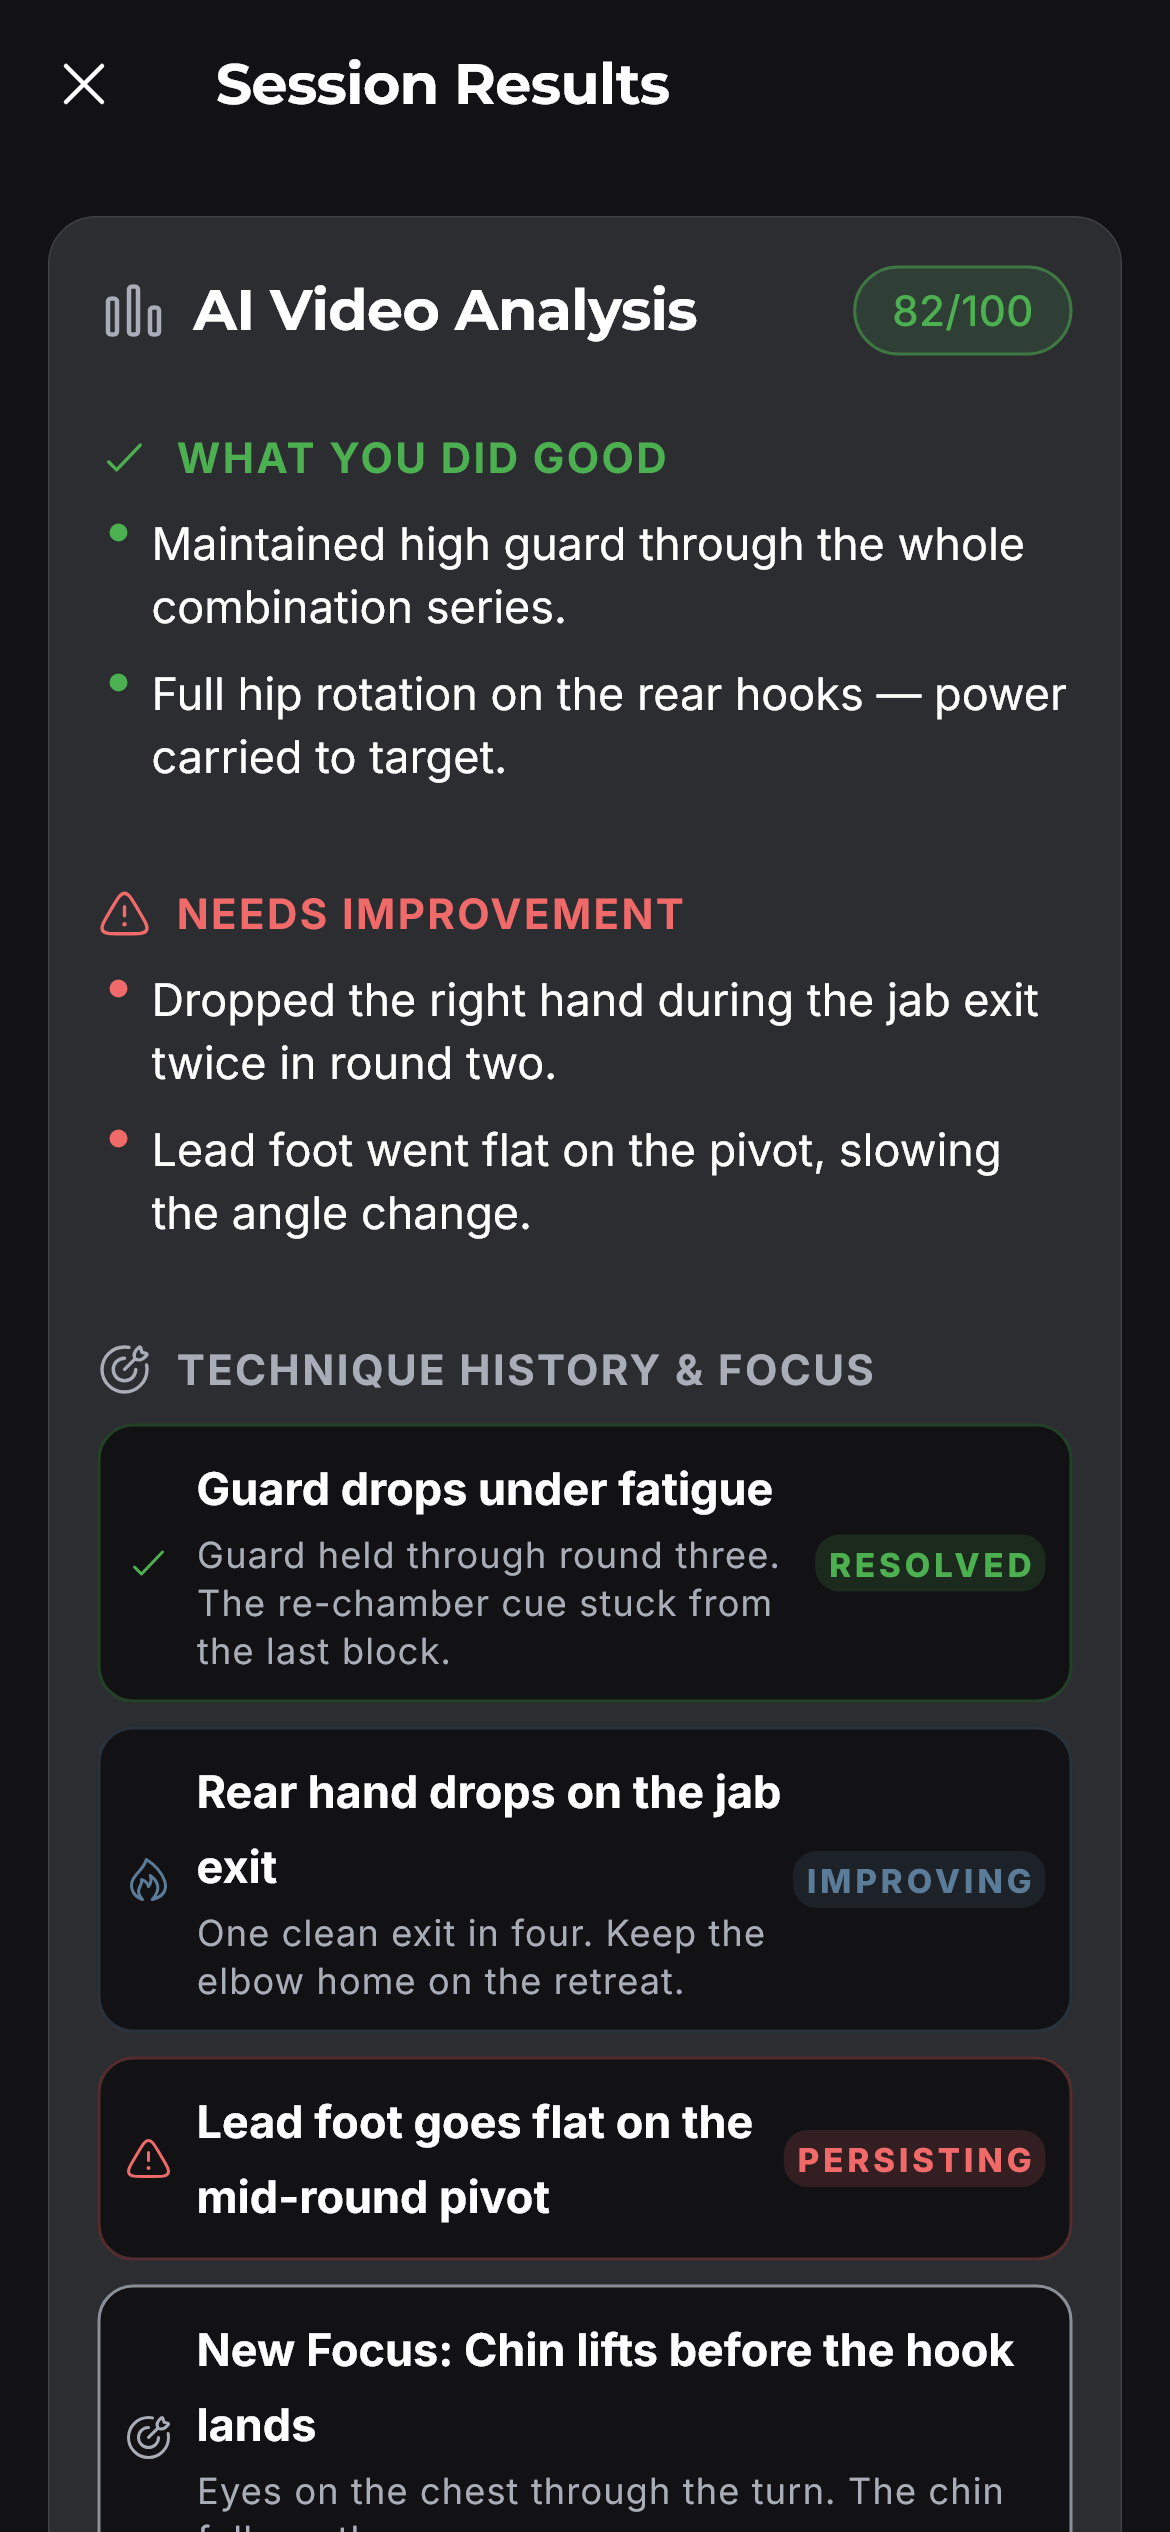 Session Results
AI Video Analysis
82/100
WHAT YOU DID GOOD
Maintained high guard through the whole
combination series.
Full hip rotation on the rear hooks — power
carried to target.
NEEDS IMPROVEMENT
Dropped the right hand during the jab exit
twice in round two.
Lead foot went flat on the pivot, slowing
the angle change.
TECHNIQUE HISTORY & FOCUS
Guard drops under fatigue
Guard held through round three.
The re-chamber cue stuck from
the last block.
RESOLVED
Rear hand drops on the jab
exit
One clean exit in four. Keep the
elbow home on the retreat.
IMPROVING
Lead foot goes flat on the
mid-round pivot
PERSISTING
New Focus: Chin lifts before the hook
lands
Eyes on the chest through the turn. The chin